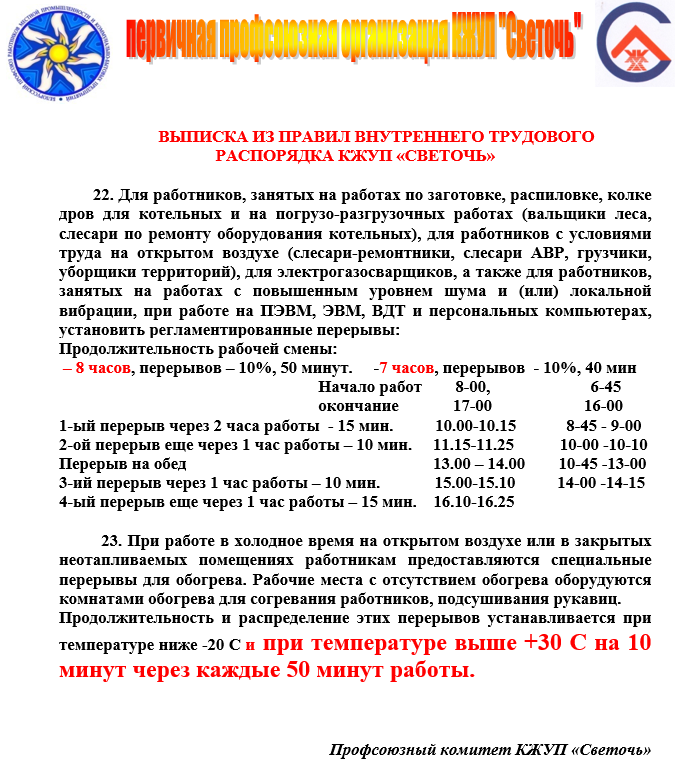 первичная профсоюзная организация КЖУП "Светочь"
БЕЛОРУССКИЙ ПРОФСОЮЗ РАБОТНИКОВ МЕСТНОЙ ПРОМЫШЛЕННОСТИ И КОММУНАЛЬНО-БЫТОВЫХ ПРЕДПРИЯТИЙ
ЖК
ВЫПИСКА ИЗ ПРАВИЛ ВНУТРЕННЕГО ТРУДОВОГО
РАСПОРЯДКА КЖУП «СВЕТОЧЬ»
22. Для работников, занятых на работах по заготовке, распиловке, колке
дров для котельных и на погрузо-разгрузочных работах (вальщики леса,
слесари по ремонту оборудования котельных), для работников с условиями
труда на открытом воздухе (слесари-ремонтники, слесари АВР, грузчики,
уборщики территорий), для электрогазосварщиков, а также для работников,
занятых на работах с повышенным уровнем шума и (или) локальной
вибрации, при работе на ПЭВМ, ЭВМ, ВДТ и персональных компьютерах,
установить регламентированные перерывы:
Продолжительность рабочей смены:
– 8 часов, перерывов – 10%, 50 минут. -7 часов, перерывов - 10%, 40 мин
Начало работ 8-00, 6-45
окончание 17-00 16-00
1-ый перерыв через 2 часа работы - 15 мин. 10.00-10.15 8-45 - 9-00
2-ой перерыв еще через 1 час работы – 10 мин. 11.15-11.25 10-00 -10-10
Перерыв на обед 13.00 – 14.00 10-45 -13-00
3-ий перерыв через 1 час работы – 10 мин. 15.00-15.10 14-00 -14-15
4-ый перерыв еще через 1 час работы – 15 мин. 16.10-16.25
23. При работе в холодное время на открытом воздухе или в закрытых
неотапливаемых помещениях работникам предоставляются специальные
перерывы для обогрева. Рабочие места с отсутствием обогрева оборудуются
комнатами обогрева для согревания работников, подсушивания рукавиц.
Продолжительность и распределение этих перерывов устанавливается при
температуре ниже -20 С и при температуре выше +30 С на 10
минут через каждые 50 минут работы.
Профсоюзный комитет КЖУП «Светочь»